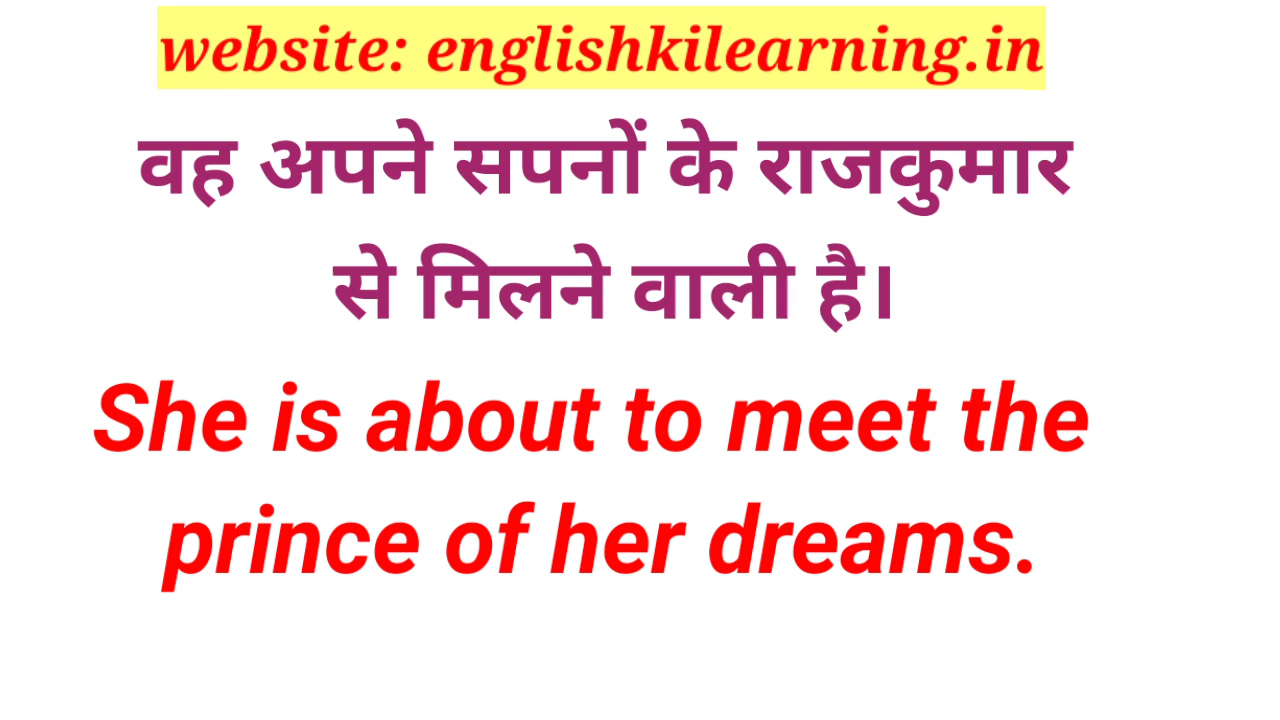 website: englishkilearning.in
वह अपने सपनों के राजकुमार
से मिलने वाली है।
She is about to meet the
prince of her dreams.